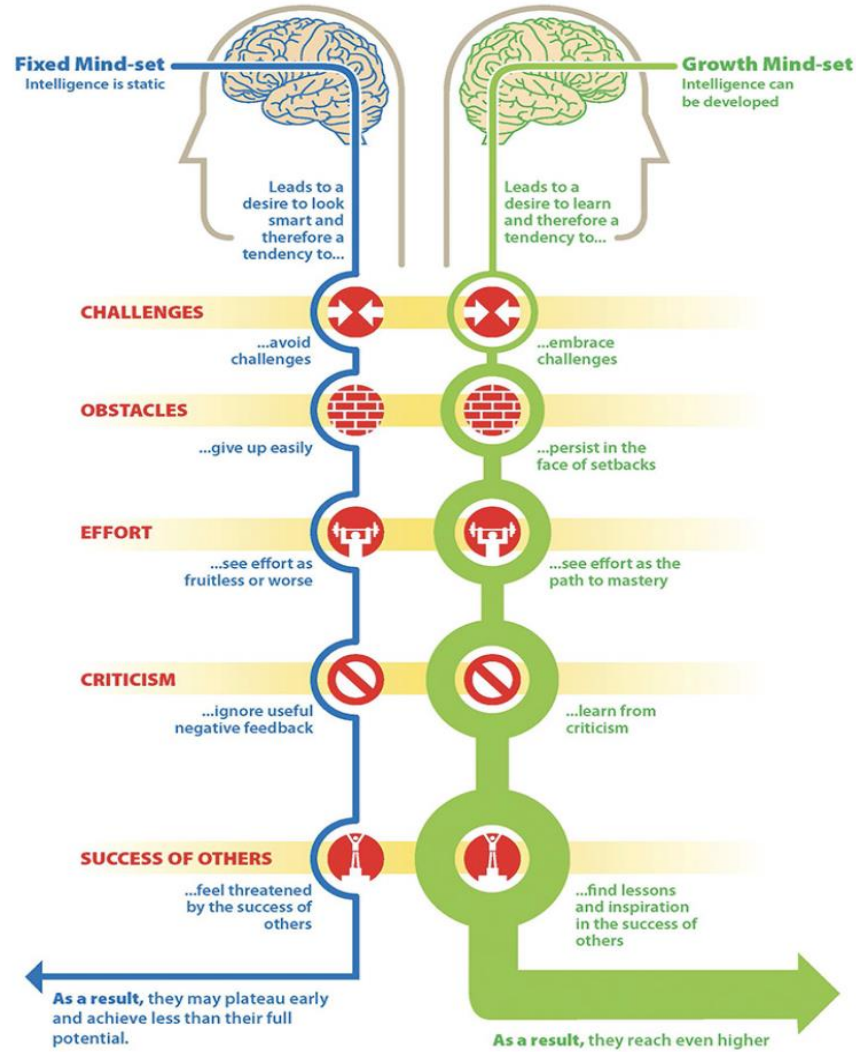 Fixed Mind-set
Intelligence is static
Growth Mind-set
Intelligence can
be developed
Leads to a
desire to look
smart and
therefore a
tendency to...
Leads to a
desire to learn
and therefore a
tendency to...
CHALLENGES
...avoid
challenges
...embrace
challenges
OBSTACLES
...give up easily
...persist in the
face of setbacks
EFFORT
...see effort as
fruitless or worse
...see effort as the
path to mastery
CRITICISM
...ignore useful
negative feedback
...learn from
criticism
SUCCESS OF OTHERS
...feel threatened
by the success of
others
...find lessons
and inspiration
in the success of
others
As a result, they may plateau early
and achieve less than their full
potential.
As a result, they reach even higher